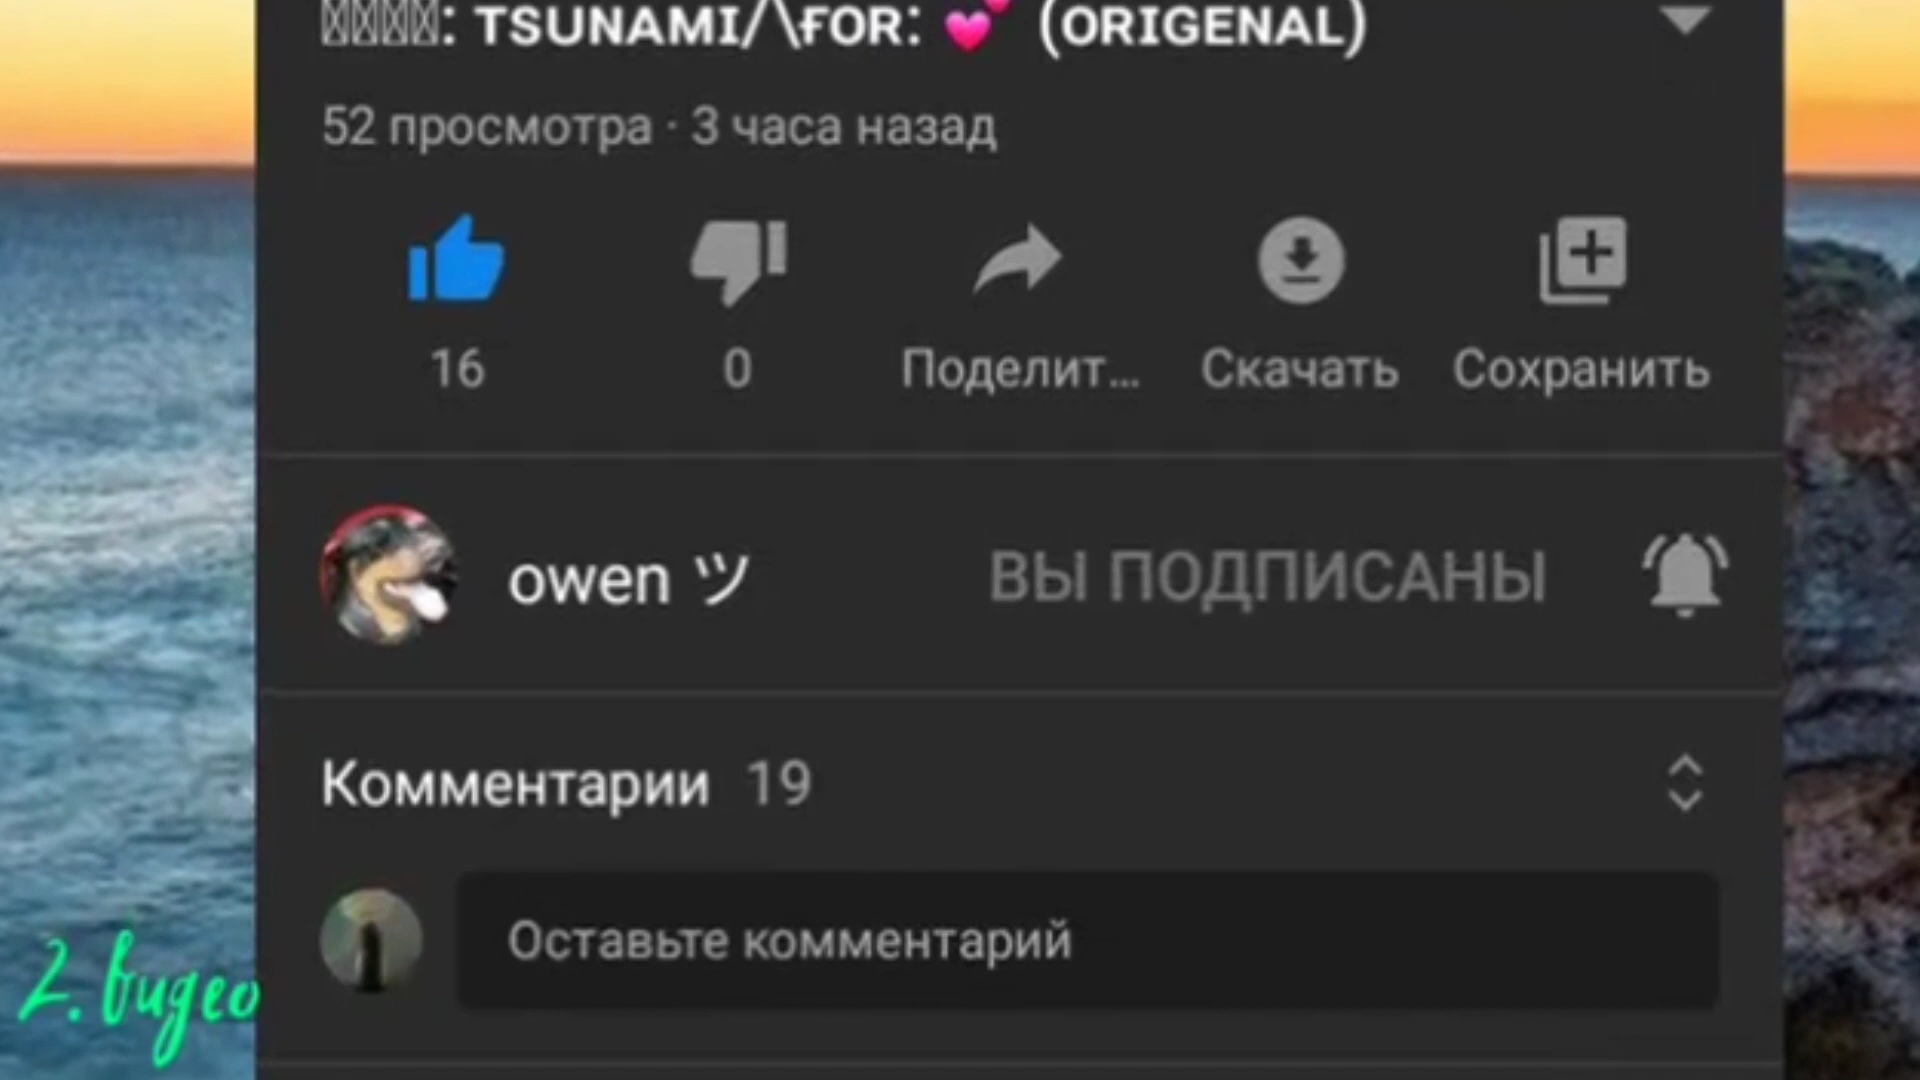 : TSUNAMI/\FOR: 💕 (ORIGENAL)
52 просмотра · 3 часа назад
16
0
Поделит...
Скачать
Сохранить
owen ツ
ВЫ ПОДПИСАНЫ
Комментарии 19
Оставьте комментарий
2. видео